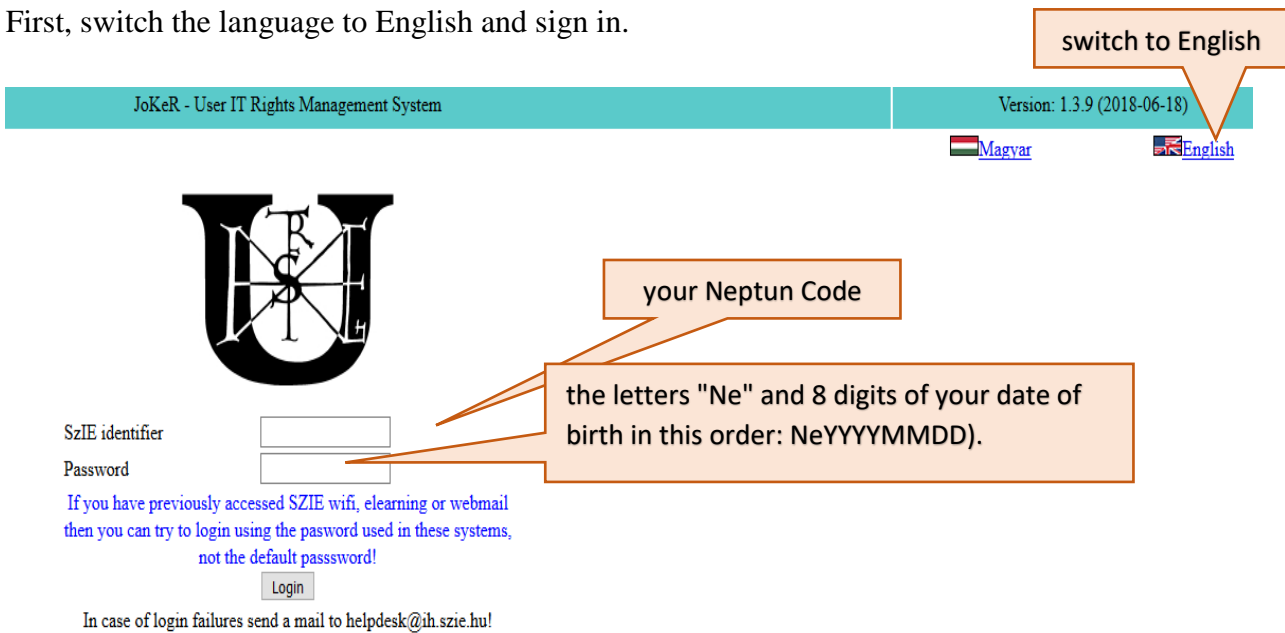 First, switch the language to English and sign in.
switch to English
JoKeR - User IT Rights Management System
Version: 1.3.9 (2018-06-18)
Magyar
English
your Neptun Code
the letters "Ne" and 8 digits of your date of
birth in this order: NeYYYYMMDD).
SzIE identifier
Password
If you have previously accessed SZIE wifi, elearning or webmail
then you can try to login using the pasword used in these systems,
not the default passsword!
Login
In case of login failures send a mail to helpdesk@ih.szie.hu!